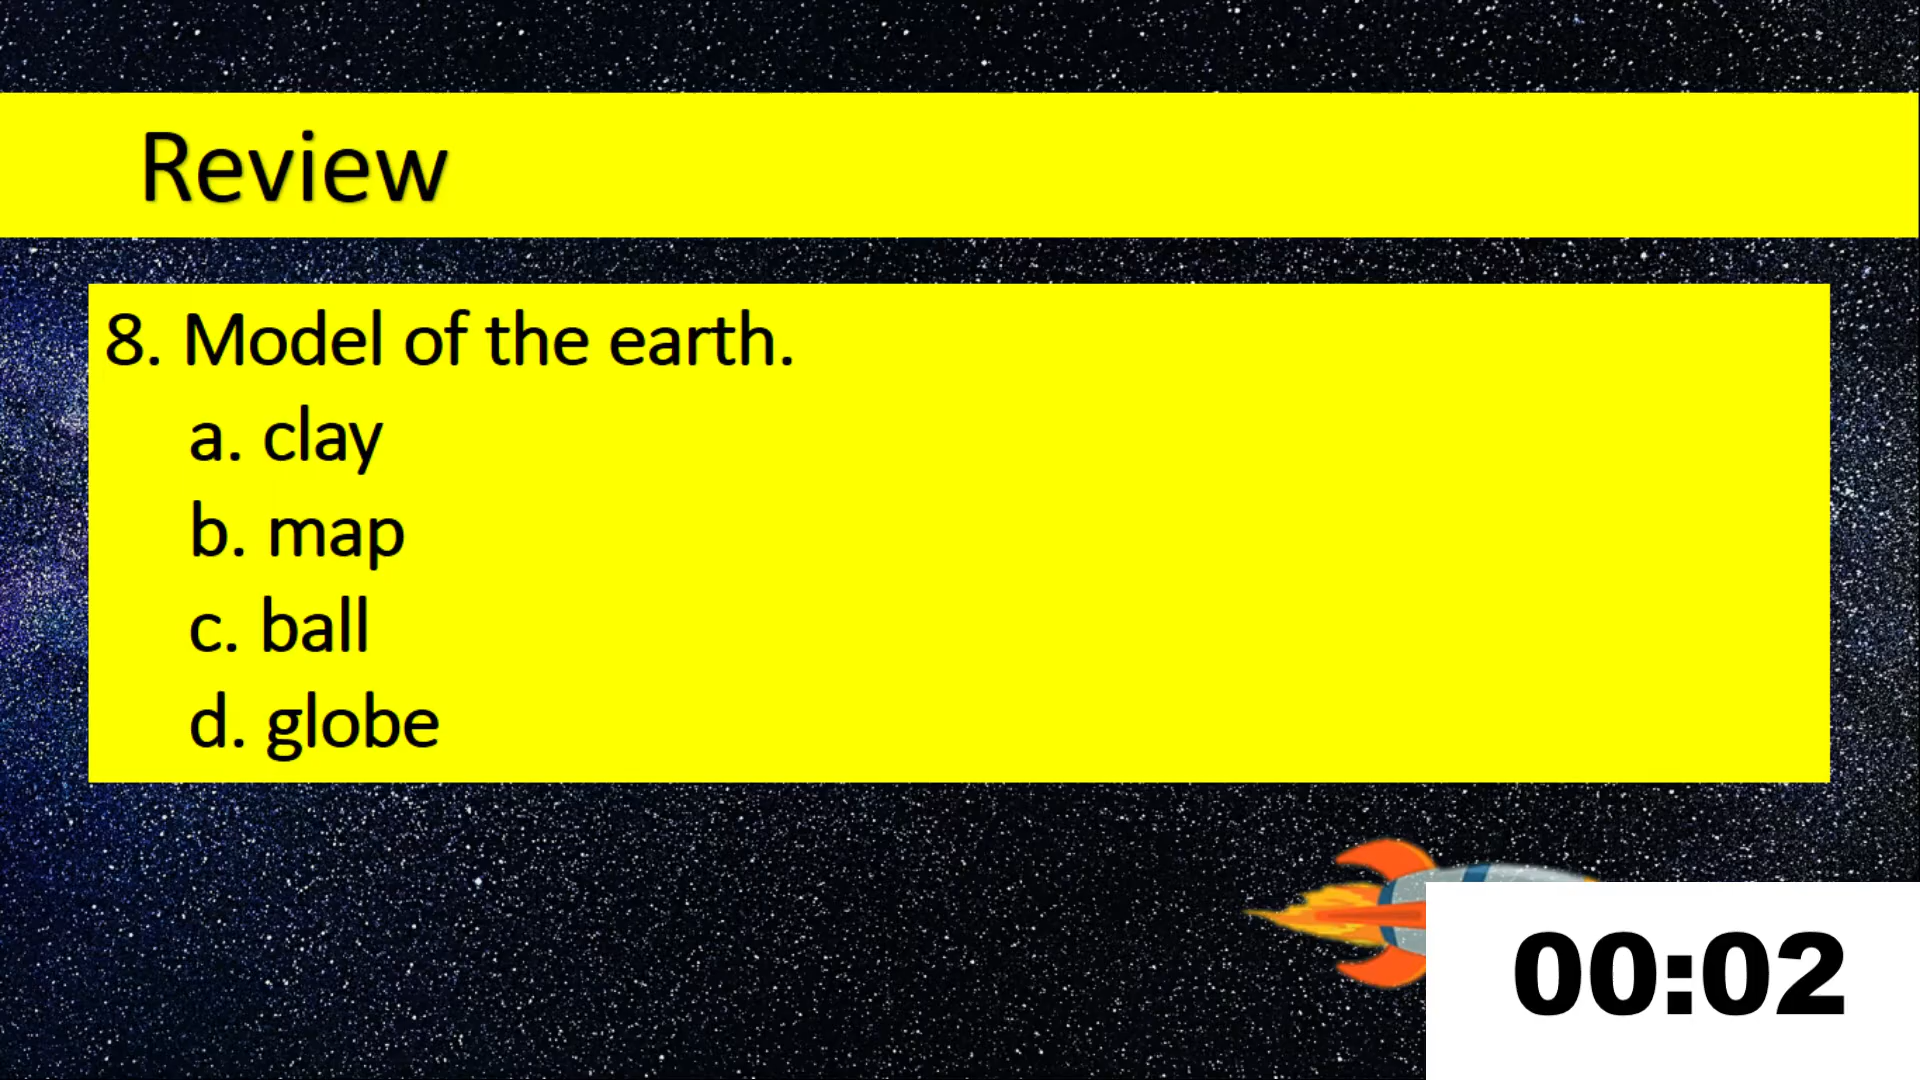 Review
8. Model of the earth.
a. clay
b. map
c. ball
d. globe
00:02